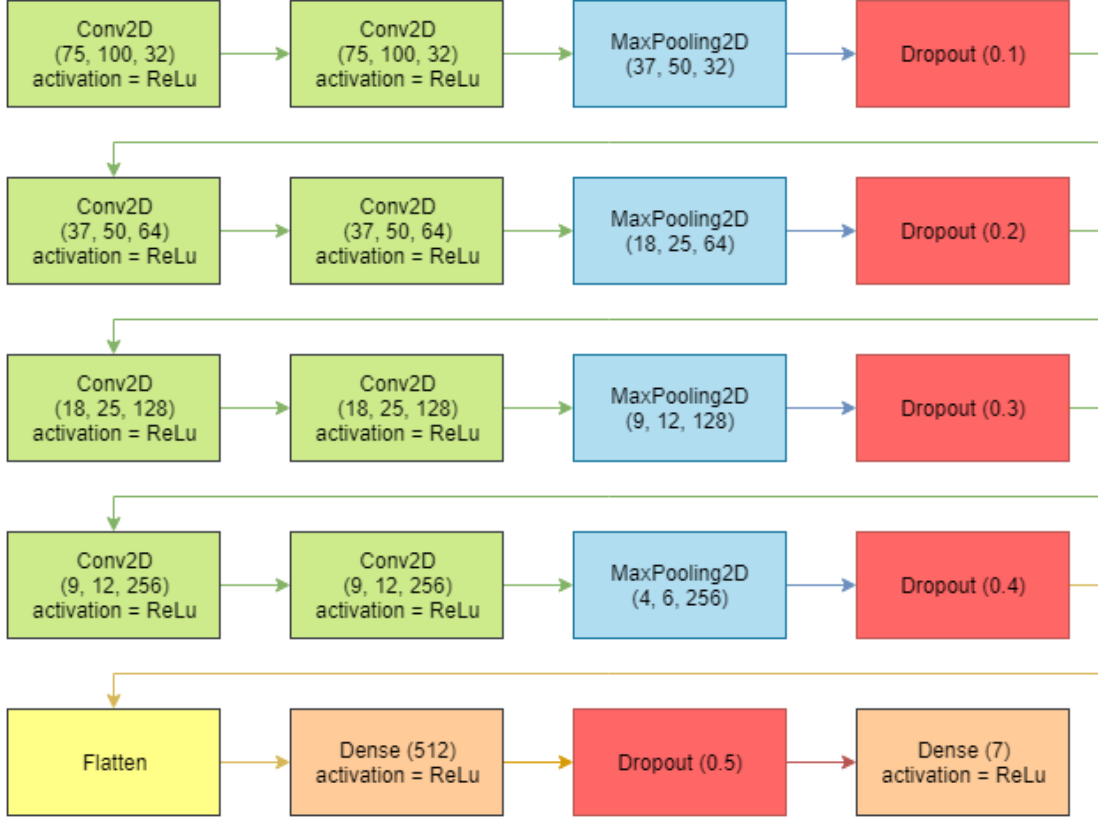 Conv2D
(75, 100, 32)
activation = ReLu
Conv2D
(75, 100, 32)
activation = ReLu
MaxPooling2D
(37, 50, 32)
Dropout (0.1)
Conv2D
(37, 50, 64)
activation = ReLu
Conv2D
(37, 50, 64)
activation = ReLu
MaxPooling2D
(18, 25, 64)
Dropout (0.2)
Conv2D
(18, 25, 128)
activation = ReLu
Conv2D
(18, 25, 128)
activation = ReLu
MaxPooling2D
(9, 12, 128)
Dropout (0.3)
Conv2D
(9, 12, 256)
activation = ReLu
Conv2D
(9, 12, 256)
activation = ReLu
MaxPooling2D
(4, 6, 256)
Dropout (0.4)
Flatten
Dense (512)
activation = ReLu
Dropout (0.5)
Dense (7)
activation = ReLu